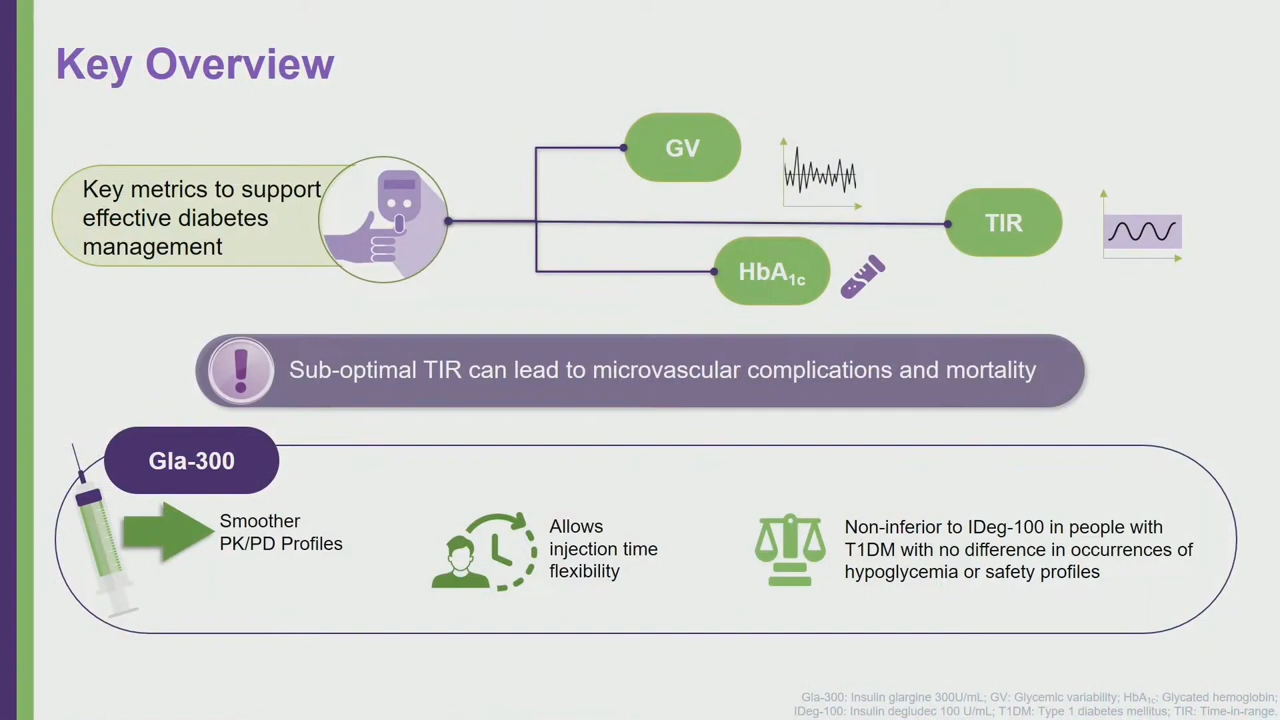 Key Overview
Key metrics to support
effective diabetes
management
GV
TIR
HbA1c
Sub-optimal TIR can lead to microvascular complications and mortality
Gla-300
Smoother
PK/PD Profiles
Allows
injection time
flexibility
Non-inferior to IDeg-100 in people with
T1DM with no difference in occurrences of
hypoglycemia or safety profiles
Gla-300: Insulin glargine 300U/mL; GV: Glycemic variability; HbA1c: Glycated hemoglobin;
IDeg-100: Insulin degludec 100 U/mL; T1DM: Type 1 diabetes mellitus; TIR: Time-in-range.